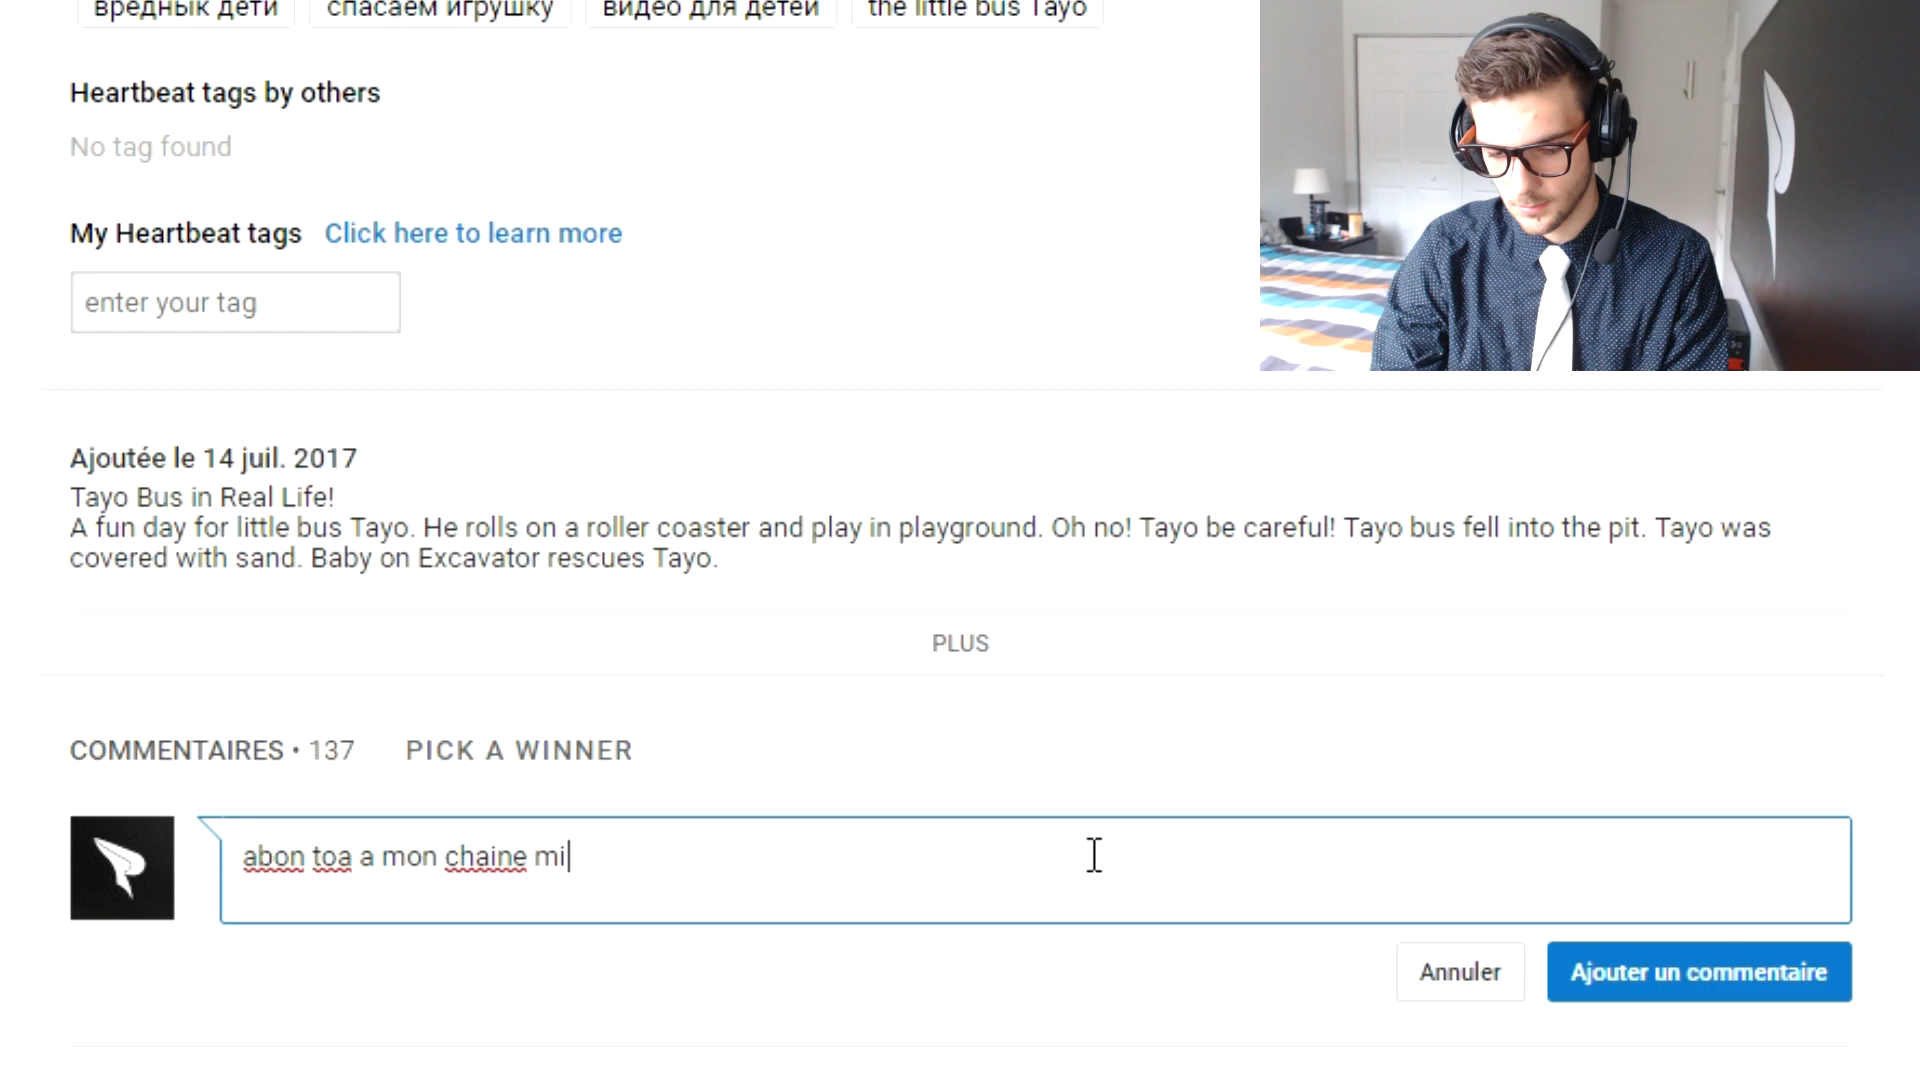 вреднык дети спасаем игрушку видео для детей the little bus Tayo
Heartbeat tags by others
No tag found
My Heartbeat tags Click here to learn more
enter your tag
Ajoutée le 14 juil. 2017
Tayo Bus in Real Life!
A fun day for little bus Tayo. He rolls on a roller coaster and play in playground. Oh no! Tayo be careful! Tayo bus fell into the pit. Tayo was
covered with sand. Baby on Excavator rescues Tayo.
PLUS
COMMENTAIRES • 137 PICK A WINNER
abon toa a mon chaine mi
Annuler Ajouter un commentaire